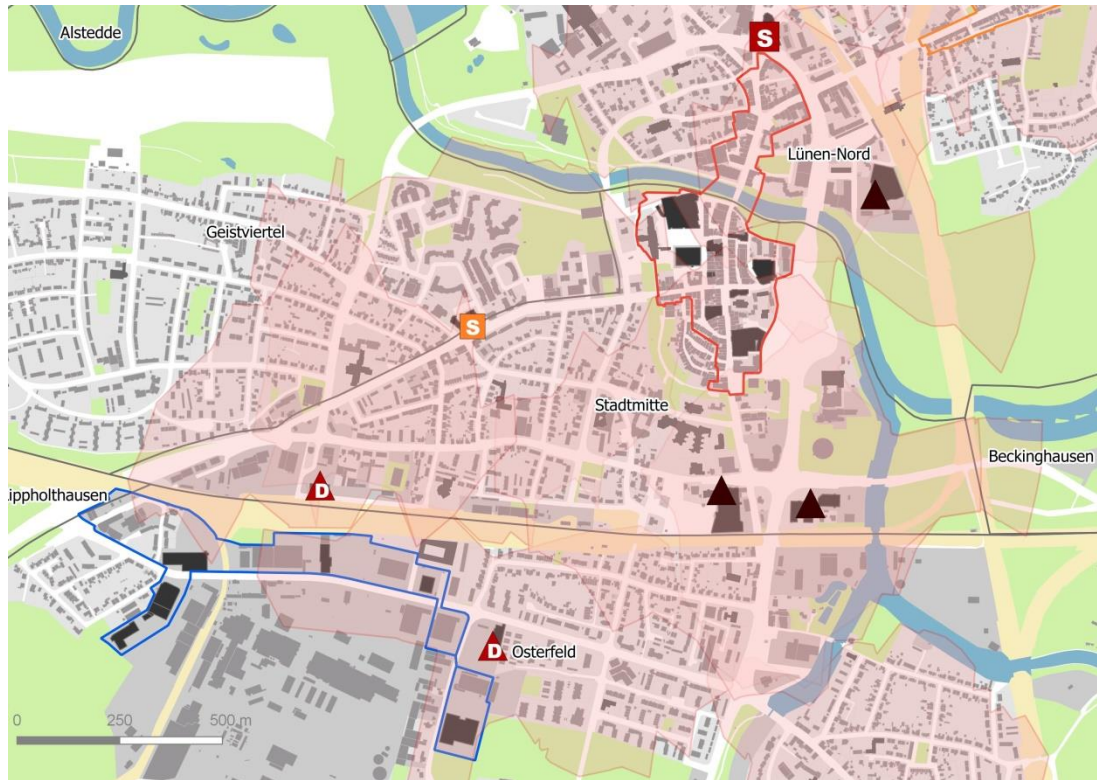 Alstedde
S
Lünen-Nord
Geistviertel
S
Stadtmitte
Beckinghausen
ippholthausen
D
D
Osterfeld
0 250 500 m